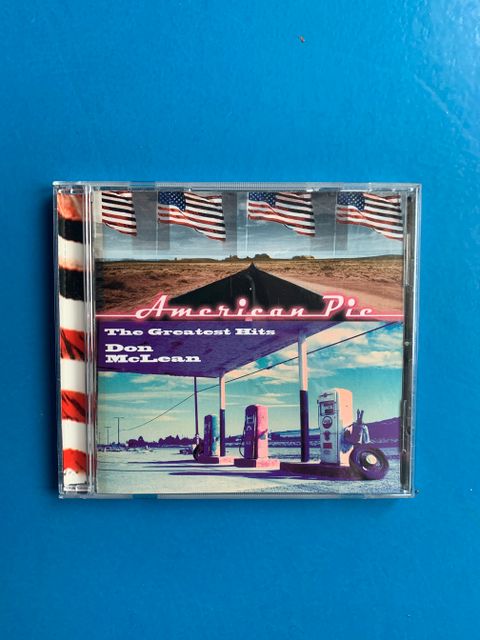 American Pie
The Greatest Hits
Don
McLean